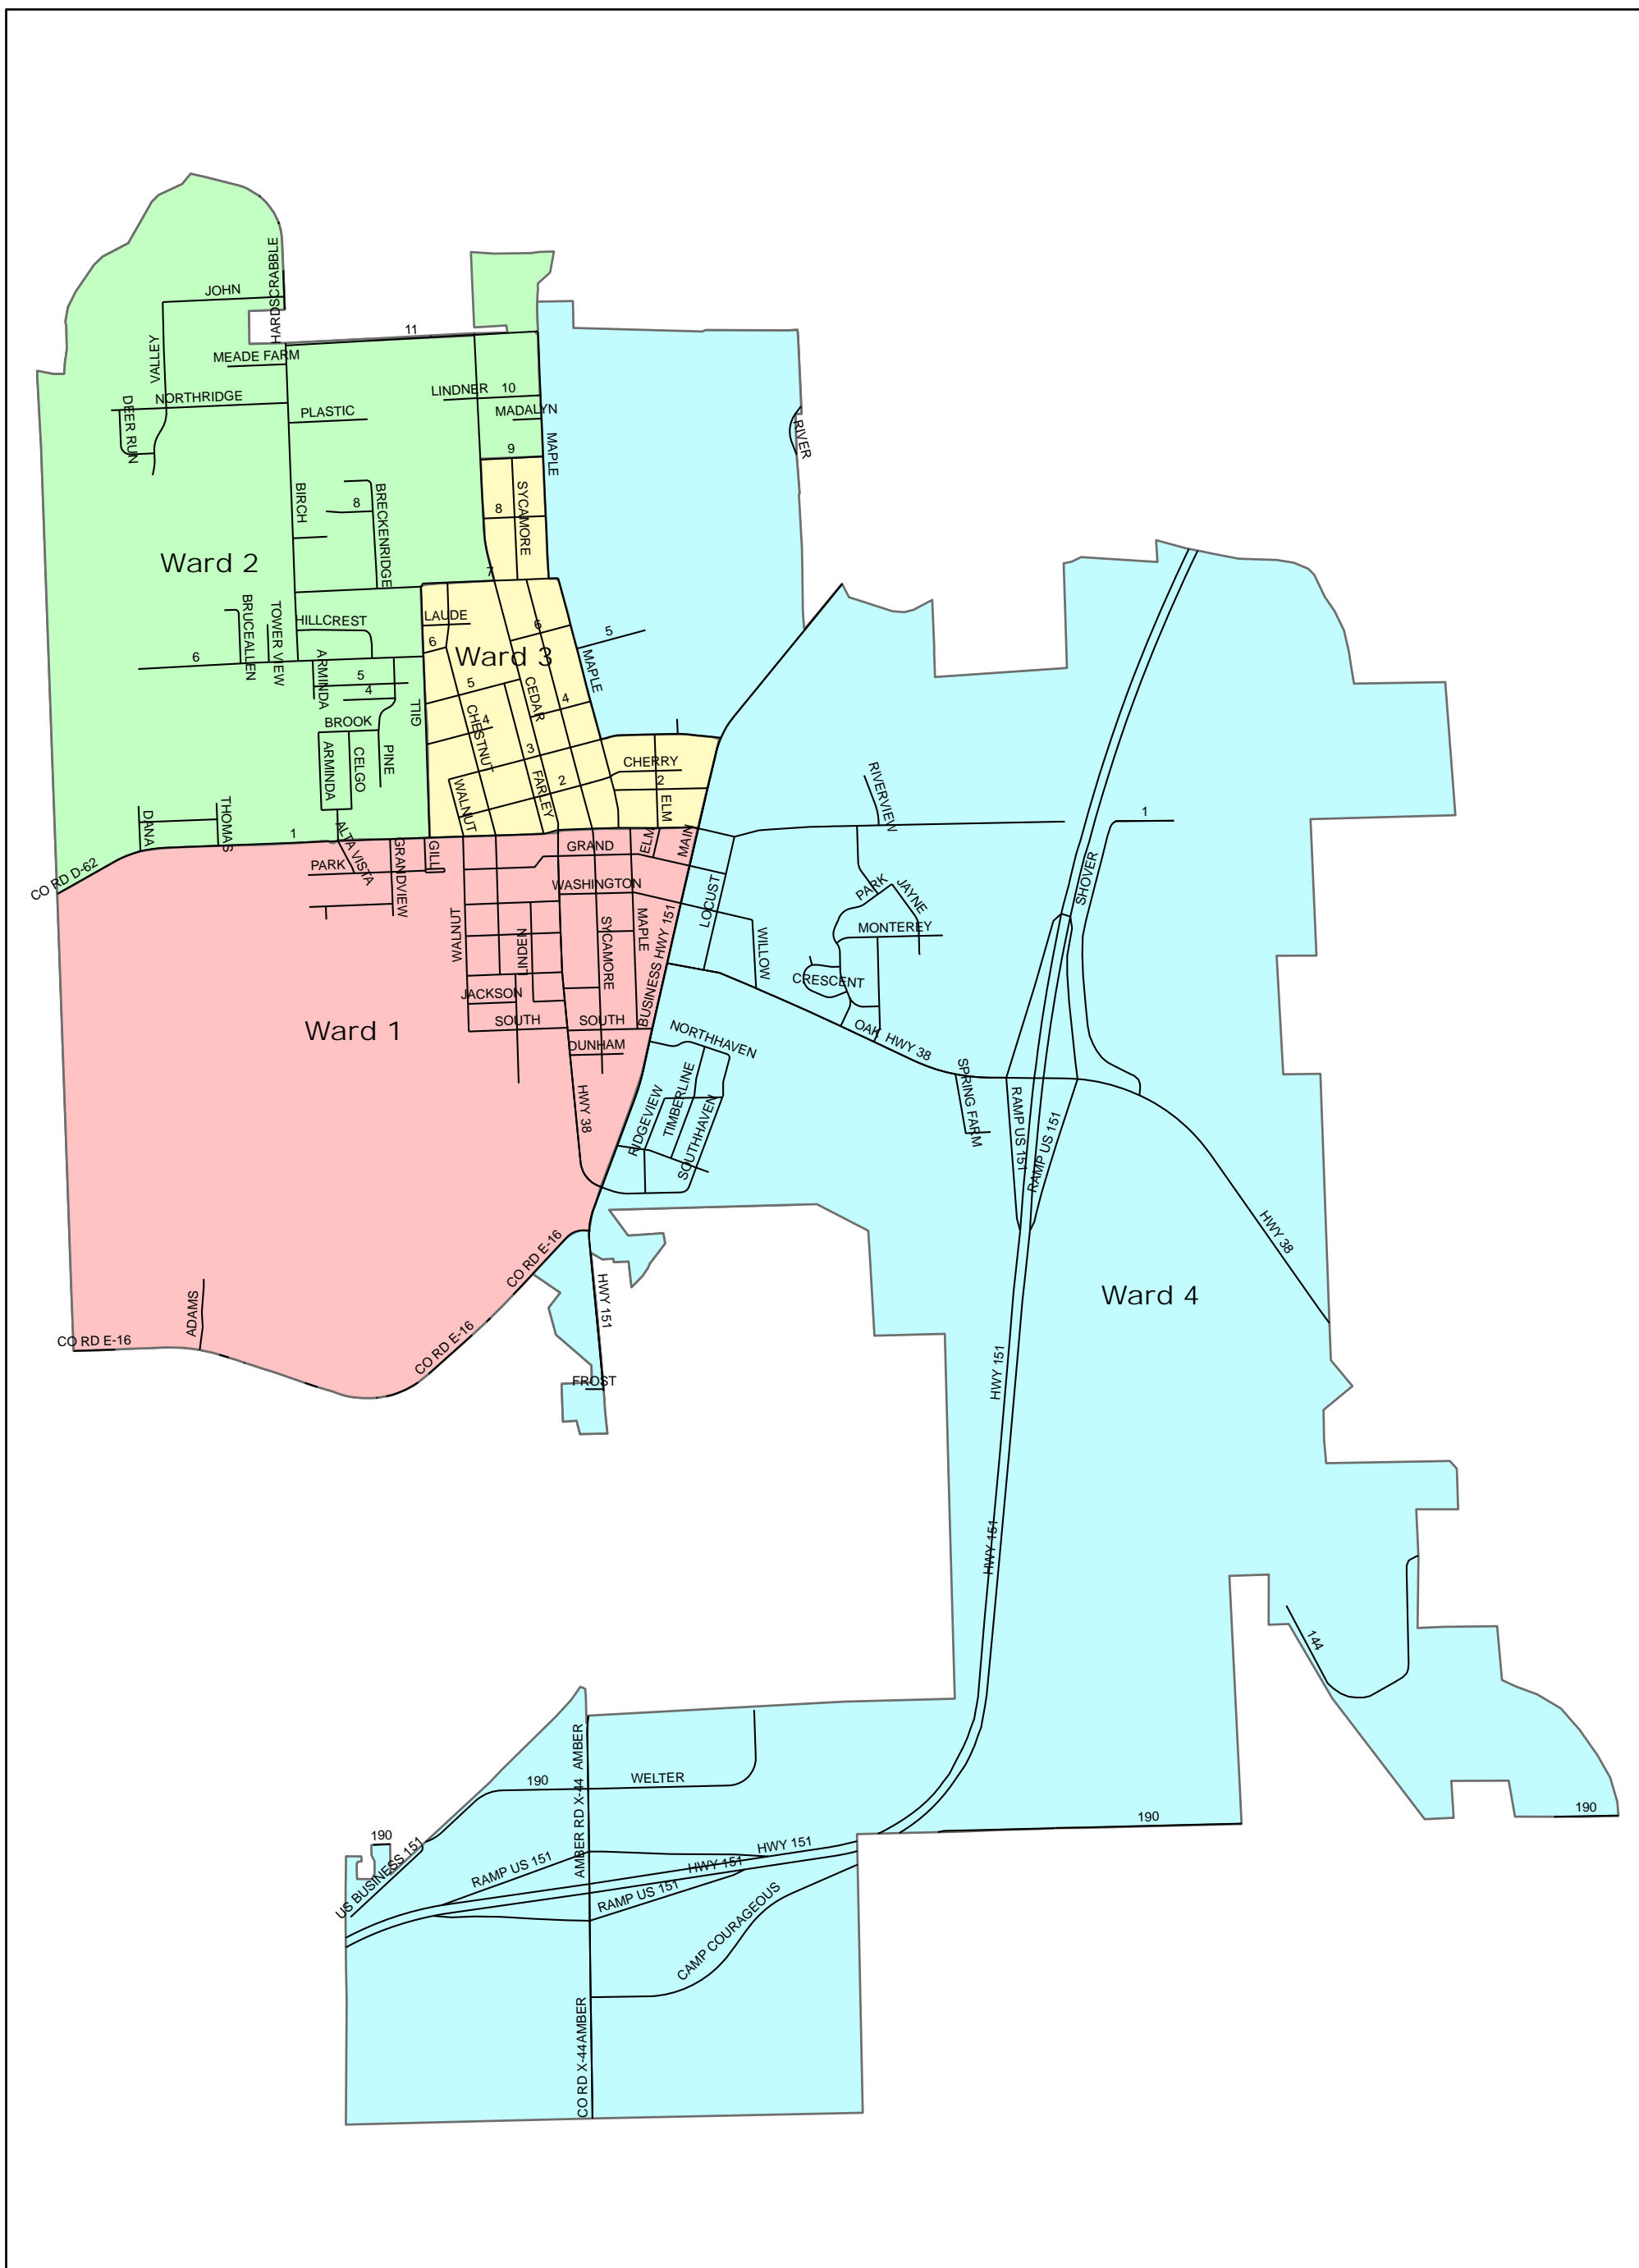 HARDSCRABBLE
JOHN
11
VALLEY
MEADE FARM
NORTHRIDGE
DEER RUN
PLASTIC
LINDNER
10
MADALYN
MAPLE
RIVER
9
BIRCH
8
BRECKENRIDGE
8
SYCAMORE
Ward 2
7
BRUCEALLEN
TOWER VIEW
HILLCREST
LAUDE
6
6
5
6
Ward 3
MAPLE
ARMINDA
5
4
5
CEDAR
4
GILL
CHESTNUT
4
BROOK
3
ARMINDA
CELGO
PINE
CHERRY
2
2
FARLEY
WALNUT
ELM
RIVERVIEW
DANA
THOMAS
1
1
ALTA VISTA
GRANDVIEW
GILL
GRAND
ELM
MAIN
CO RD D-62
PARK
SHOVER
WASHINGTON
LOCUST
PARK
JAYNE
WALNUT
LINDEN
SYCAMORE
MAPLE
BUSINESS HWY 151
WILLOW
MONTEREY
CRESCENT
JACKSON
SOUTH
SOUTH
Ward 1
DUNHAM
NORTHHAVEN
OAK
HWY 38
HWY 38
RIDGEVIEW
TIMBERLINE
SOUTHHAVEN
SPRING FARM
RAMP US 151
RAMP US 151
HWY 38
CO RD E-16
HWY 151
Ward 4
ADAMS
CO RD E-16
CO RD E-16
HWY 151
FROST
HWY 151
144
AMBER
190
WELTER
AMBER RD X-44
190
190
190
US BUSINESS 151
RAMP US 151
HWY 151
HWY 151
RAMP US 151
CAMP COURAGEOUS
AMBER
CO RD X-44